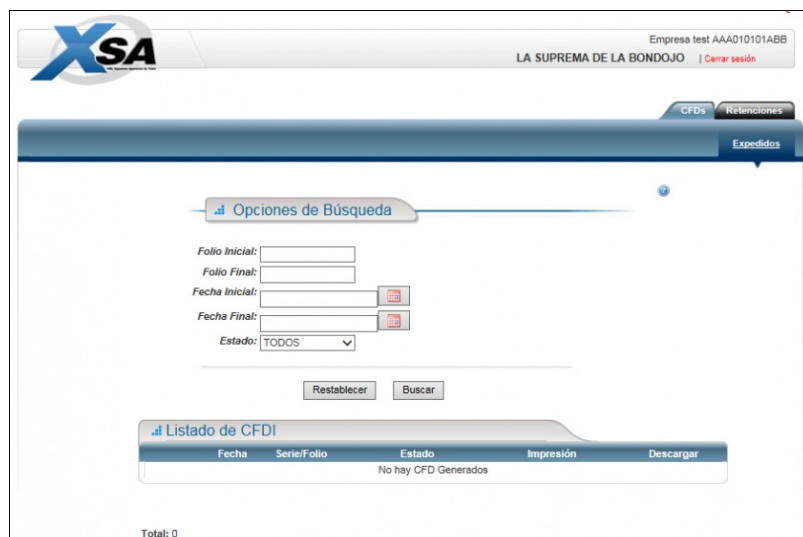 XSA
Empresa test AAA010101ABB
LA SUPREMA DE LA BONDOJO | Cerrar sesión
CFDs Retenciones
Expedidos
Opciones de Búsqueda
Folio Inicial:
Folio Final:
Fecha Inicial:
Fecha Final:
Estado: TODOS
Restablecer Buscar
Listado de CFDI
Fecha Serie/Folio Estado Impresión Descargar
No hay CFD Generados
Total: 0